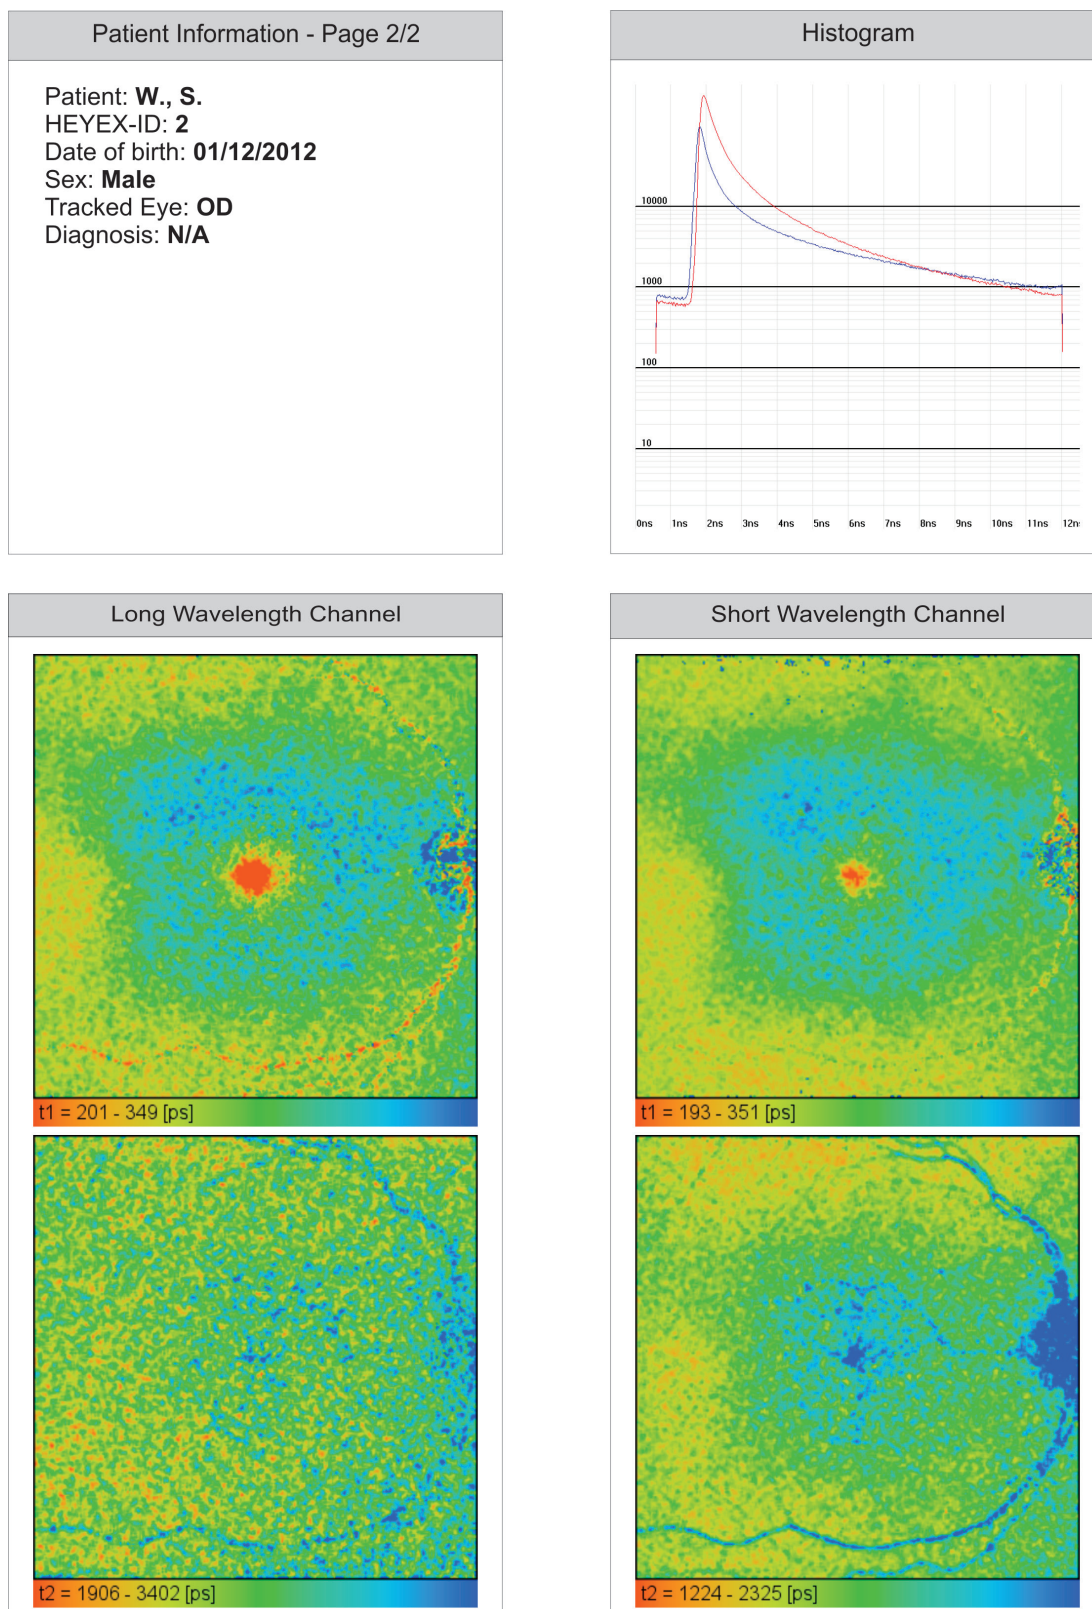 Patient Information - Page 2/2
Patient: W., S.
HEYEX-ID: 2
Date of birth: 01/12/2012
Sex: Male
Tracked Eye: OD
Diagnosis: N/A
Histogram
10000
1000
100
10
0ns 1ns 2ns 3ns 4ns 5ns 6ns 7ns 8ns 9ns 10ns 11ns 12n
Long Wavelength Channel
t1 = 201 - 349 [ps]
t2 = 1906 - 3402 [ps]
Short Wavelength Channel
t1 = 193 - 351 [ps]
t2 = 1224 - 2325 [ps]